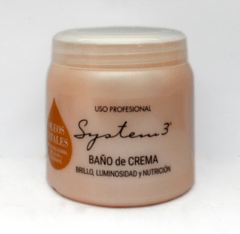 USO PROFESIONAL
System 3
BAÑO de CREMA
BRILLO, LUMINOSIDAD y NUTRICIÓN